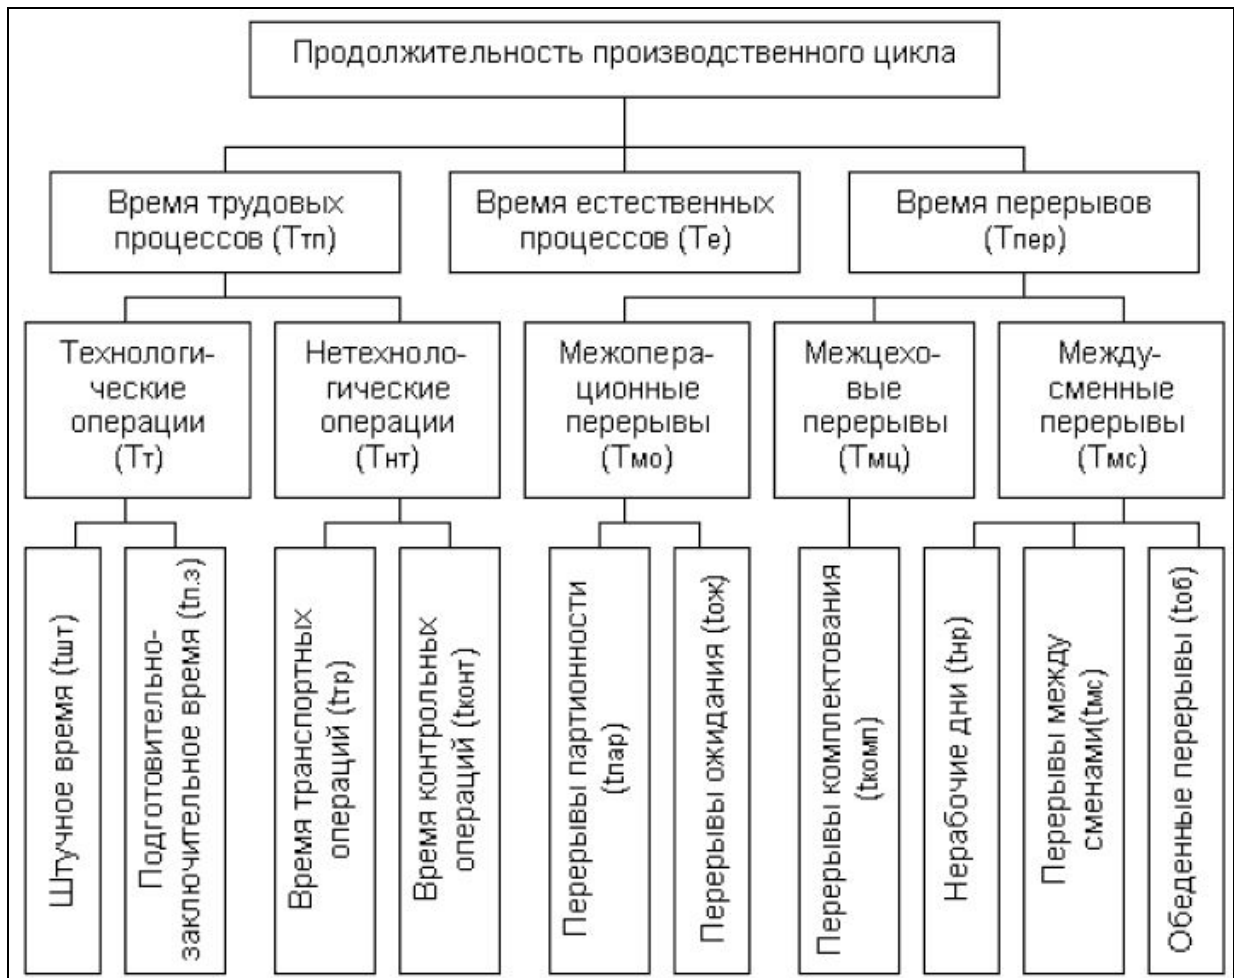 Продолжительность производственного цикла
Время трудовых
процессов (Ттп)
Время естественных
процессов (Те)
Время перерывов
(Тпер)
Технологи-
ческие
операции
(Тт)
Нетехноло-
гические
операции
(Тнт)
Межопера-
ционные
перерывы
(Тмо)
Межцехо-
вые
перерывы
(Тмц)
Между-
сменные
перерывы
(Тмс)
Штучное время (tшт)
Подготовительно-
заключительное время (tп.з)
Время транспортных
операций (tтр)
Время контрольных
операций (tконт)
Перерывы партионности
(tпар)
Перерывы ожидания (tож)
Перерывы комплектования
(tкомп)
Нерабочие дни (tнр)
Перерывы между
сменами(tмс)
Обеденные перерывы (tоб)